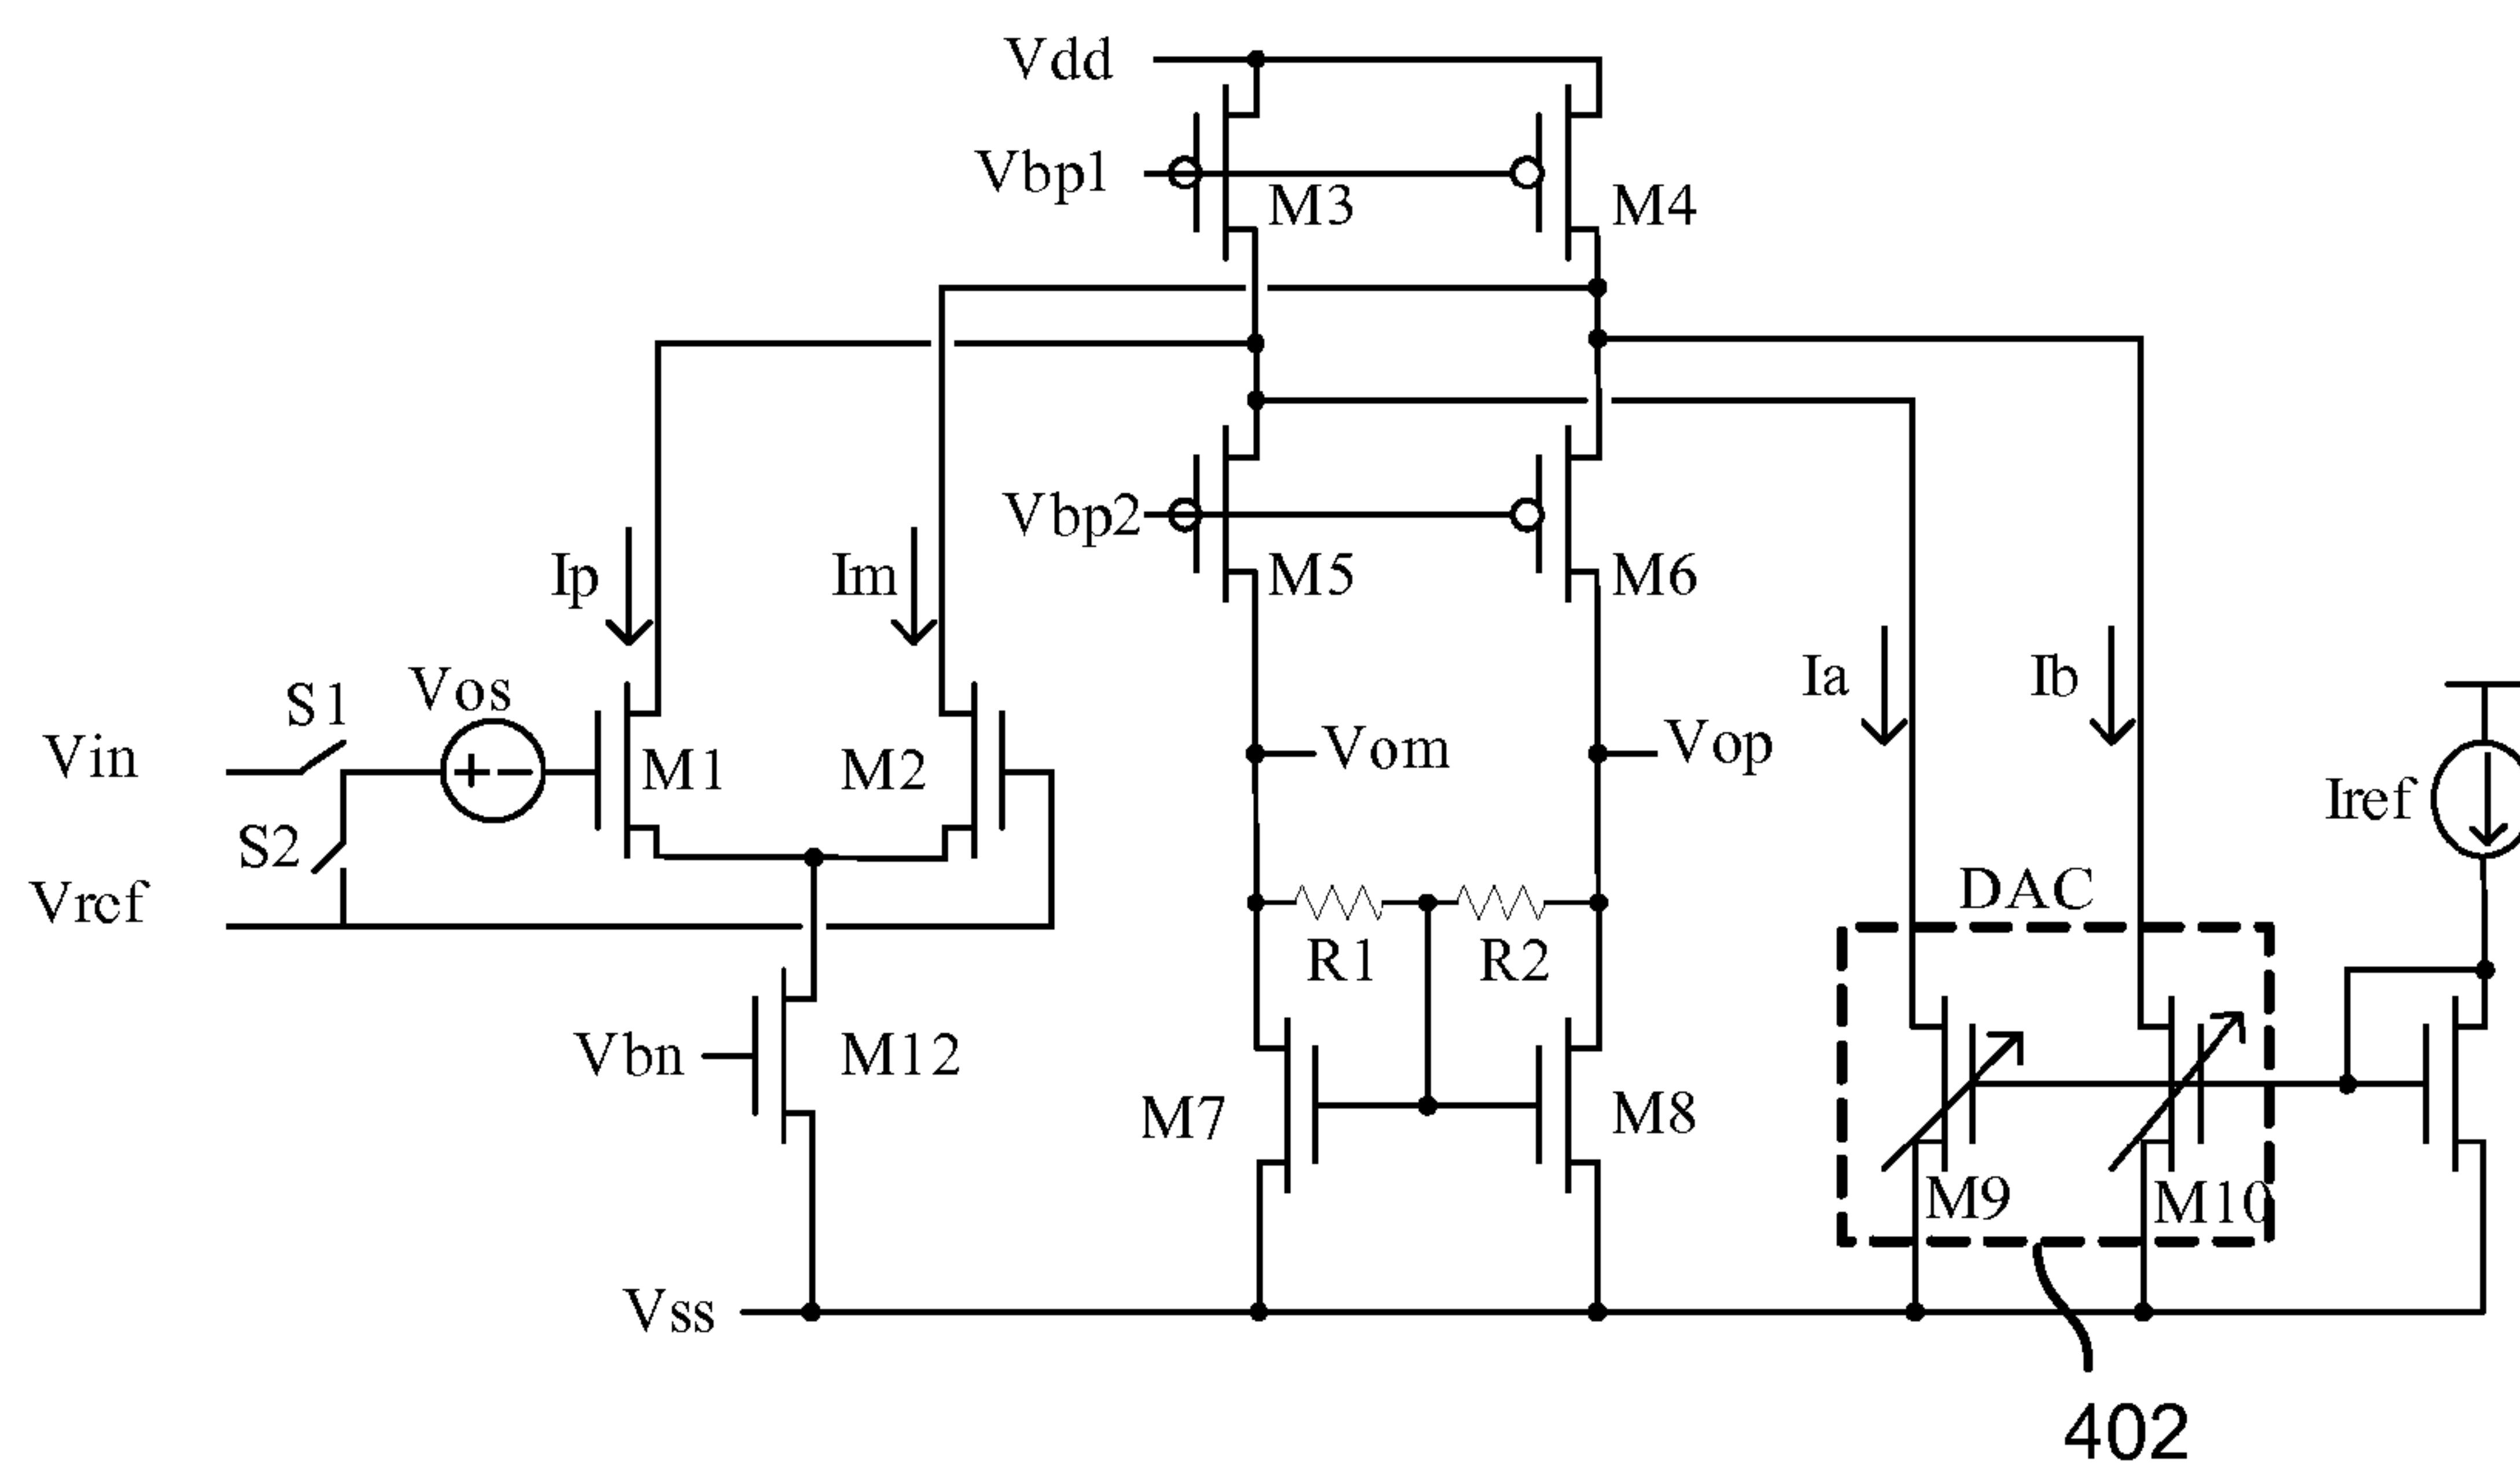 Vdd
Vbp1
M3
M4
Vbp2
M5
M6
Ip
Im
Ia
Ib
S1
Vos
Vin
M1
M2
Vom
Vop
Iref
S2
Vref
DAC
R1
R2
Vbn
M12
M7
M8
M9
M10
Vss
402